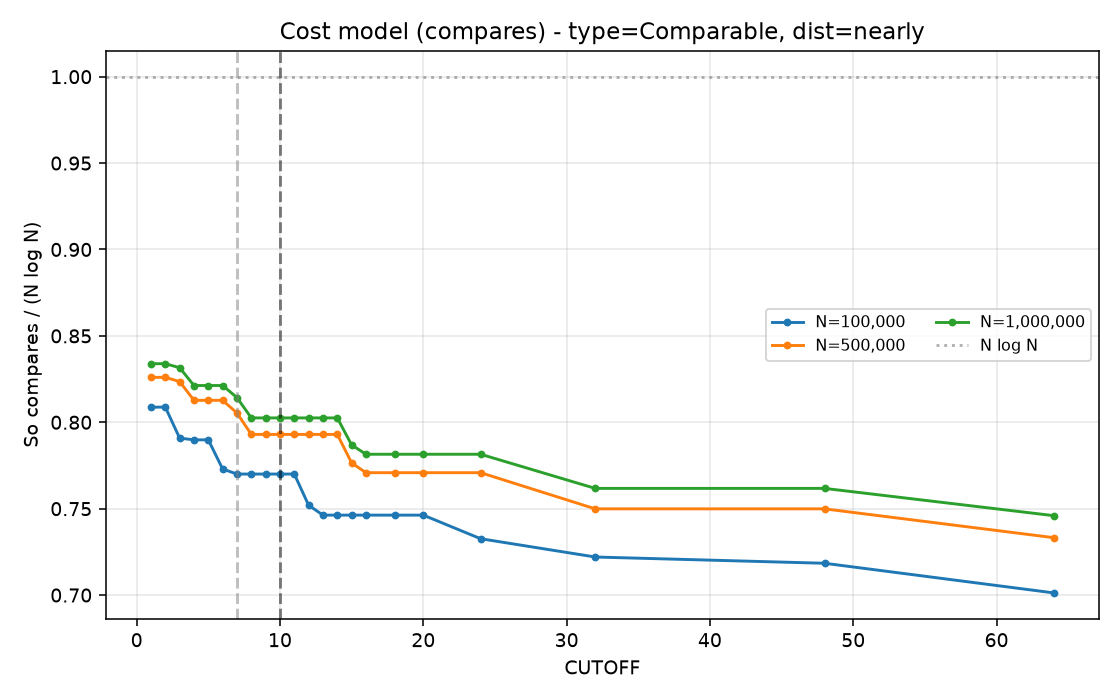 Cost model (compares) - type=Comparable, dist=nearly
So compares / (N log N)
1.00
0.95
0.90
0.85
0.80
0.75
0.70
N=100,000
N=500,000
N=1,000,000
N log N
0 10 20 30 40 50 60
CUTOFF